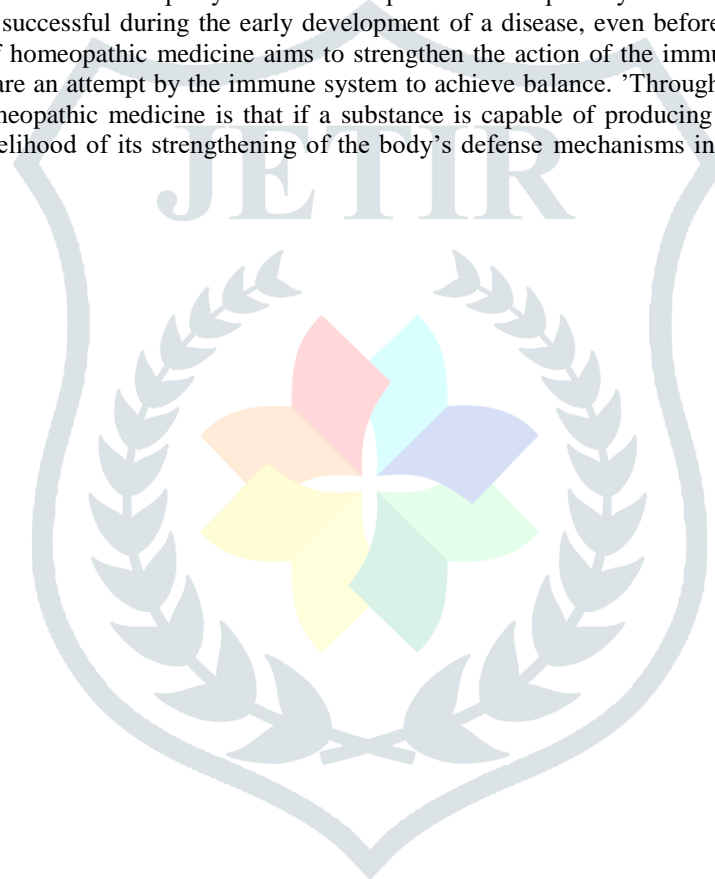 successful during the early development of a disease, even before
homeopathic medicine aims to strengthen the action of the immu
are an attempt by the immune system to achieve balance. ’Through
meopathic medicine is that if a substance is capable of producing
elihood of its strengthening of the body’s defense mechanisms in
JETIR